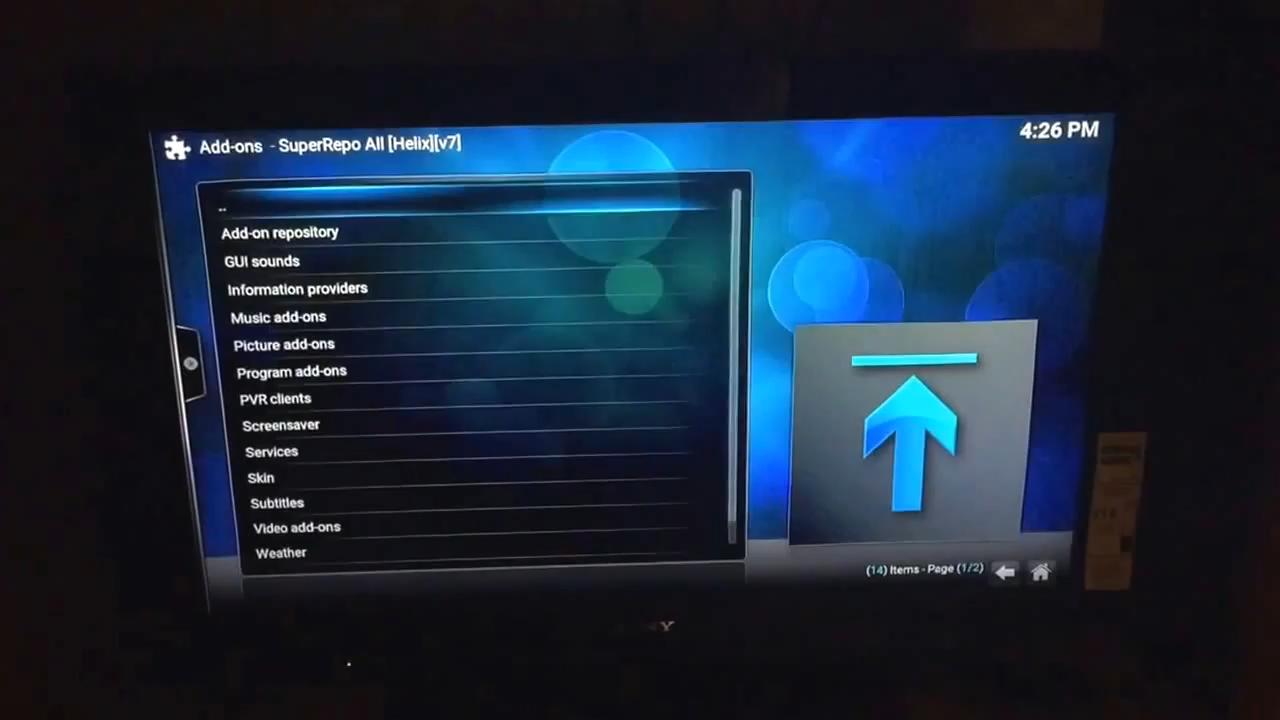 Add-ons - SuperRepo All [Helix][v7]
4:26 PM
..
Add-on repository
GUI sounds
Information providers
Music add-ons
Picture add-ons
Program add-ons
PVR clients
Screensaver
Services
Skin
Subtitles
Video add-ons
Weather
(14) Items - Page (1/2)